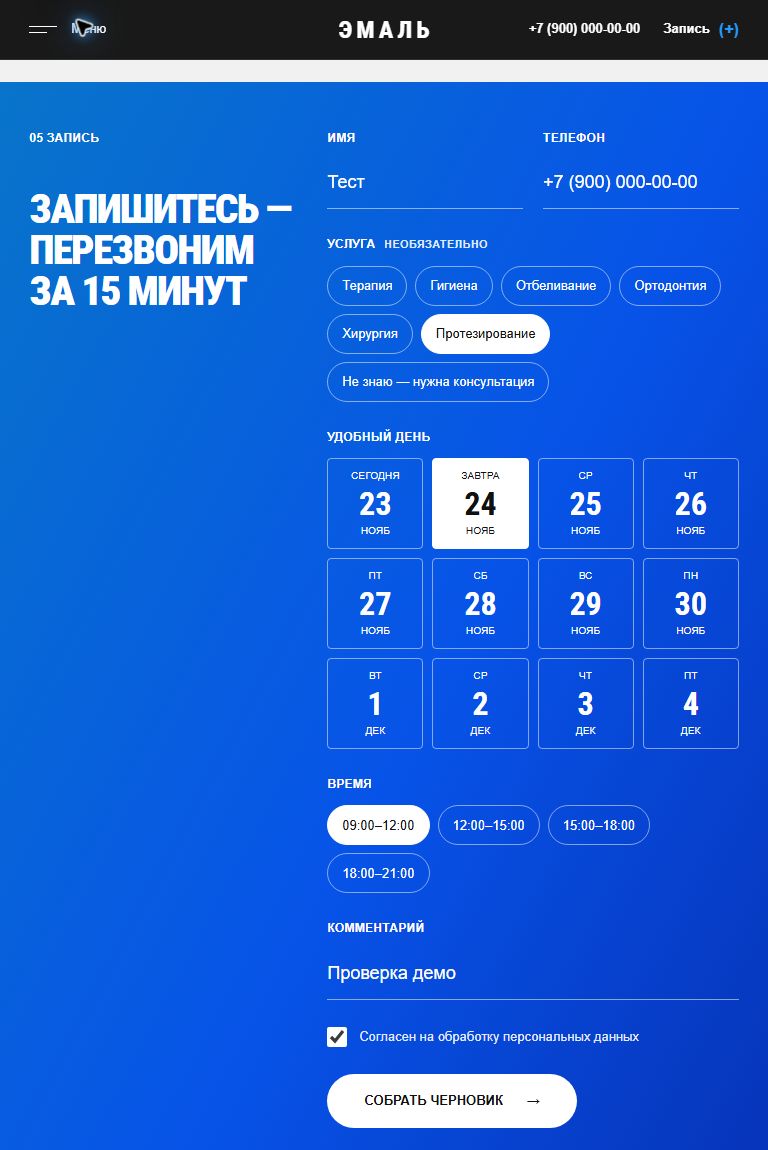 Меню
ЭМАЛЬ
+7 (900) 000-00-00
Запись (+)
05 ЗАПИСЬ
ЗАПИШИТЕСЬ —
ПЕРЕЗВОНИМ
ЗА 15 МИНУТ
ИМЯ
Тест
ТЕЛЕФОН
+7 (900) 000-00-00
УСЛУГА НЕОБЯЗАТЕЛЬНО
Терапия Гигиена Отбеливание Ортодонтия
Хирургия Протезирование
Не знаю — нужна консультация
УДОБНЫЙ ДЕНЬ
СЕГОДНЯ 23 НОЯБ
ЗАВТРА 24 НОЯБ
СР 25 НОЯБ
ЧТ 26 НОЯБ
ПТ 27 НОЯБ
СБ 28 НОЯБ
ВС 29 НОЯБ
ПН 30 НОЯБ
ВТ 1 ДЕК
СР 2 ДЕК
ЧТ 3 ДЕК
ПТ 4 ДЕК
ВРЕМЯ
09:00–12:00 12:00–15:00 15:00–18:00
18:00–21:00
КОММЕНТАРИЙ
Проверка демо
Согласен на обработку персональных данных
СОБРАТЬ ЧЕРНОВИК →